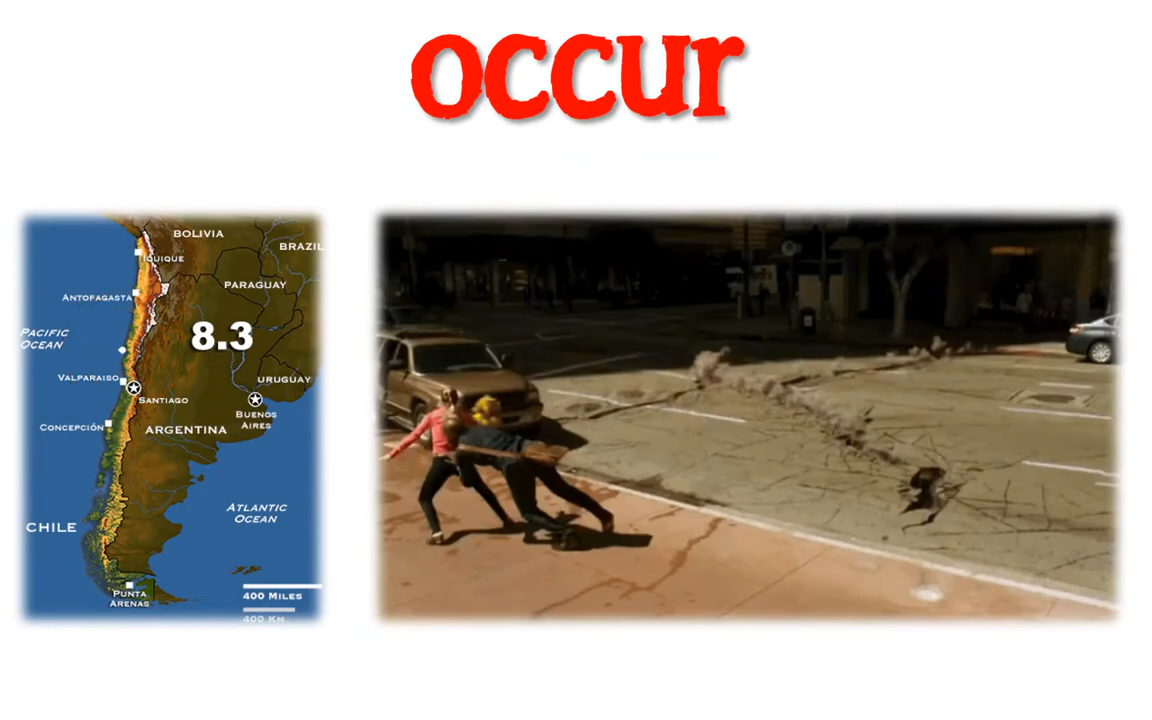 occur
BOLIVIA
BRAZIL
IQUIQUE
PARAGUAY
ANTOFAGASTA
PACIFIC
OCEAN
8.3
VALPARAISO
URUGUAY
SANTIAGO
BUENOS
AIRES
CONCEPCIÓN
ARGENTINA
ATLANTIC
OCEAN
CHILE
PUNTA
ARENAS
400 MILES
400 KM